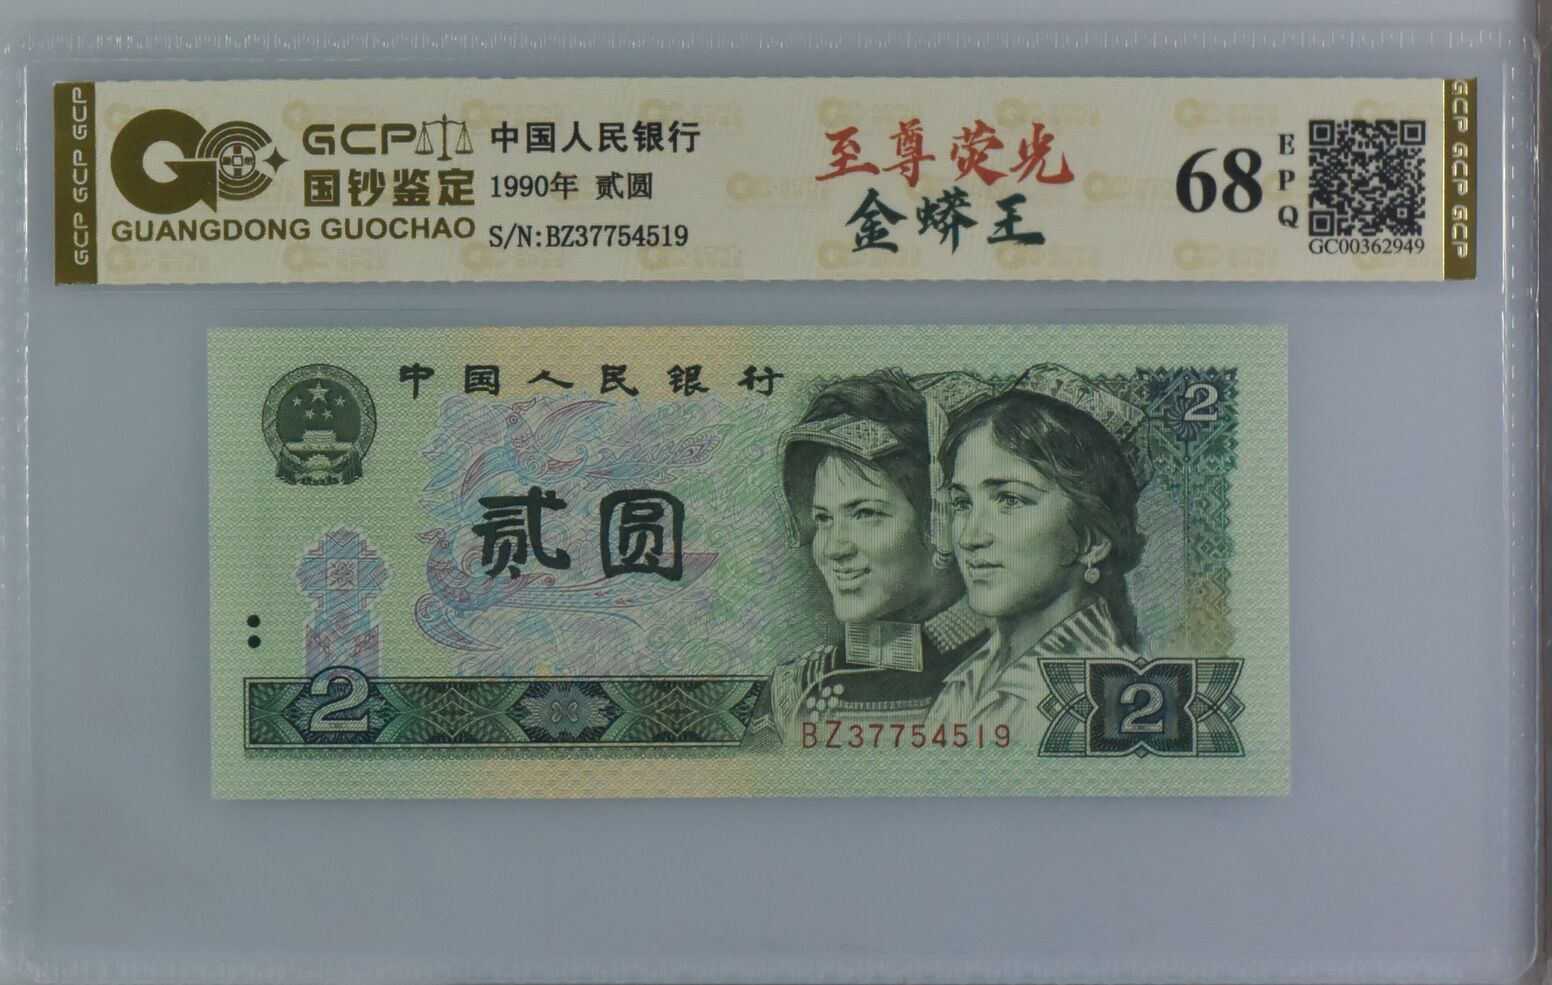 GCP GCP GCP
GCP
国钞鉴定
GUANGDONG GUOCHAO
中国人民银行
1990年 贰圆
S/N:BZ37754519
至尊荧光
金蟒王
68
EPQ
GC00362949
GCP GCP GCP
中国人民银行
2
贰圆
2
BZ37754519
2